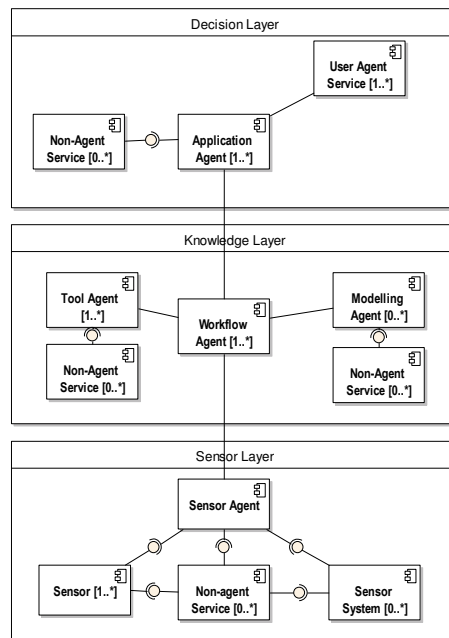 Decision Layer
User Agent
Service [1..*]
Non-Agent
Service [0..*]
Application
Agent [1..*]
Knowledge Layer
Tool Agent
[1..*]
Workflow
Agent [1..*]
Modelling
Agent [0..*]
Non-Agent
Service [0..*]
Non-Agent
Service [0..*]
Sensor Layer
Sensor Agent
Sensor [1..*]
Non-agent
Service [0..*]
Sensor
System [0..*]